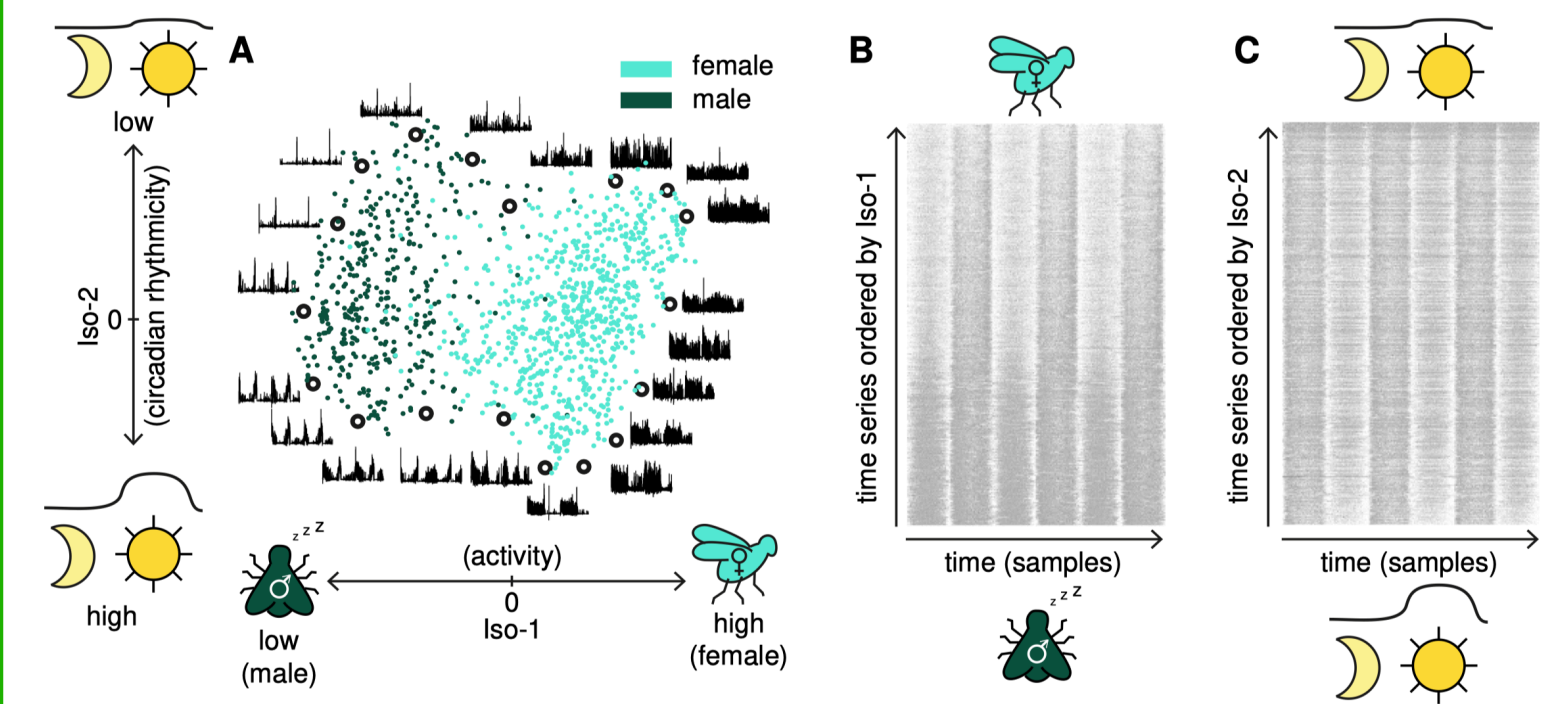 A
B
C
female
male
low
Iso-2
0
(circadian rhythmicity)
high
z z Z
(activity)
0
Iso-1
low
(male)
high
(female)
time series ordered by Iso-1
time (samples)
z z Z
time series ordered by Iso-2
time (samples)